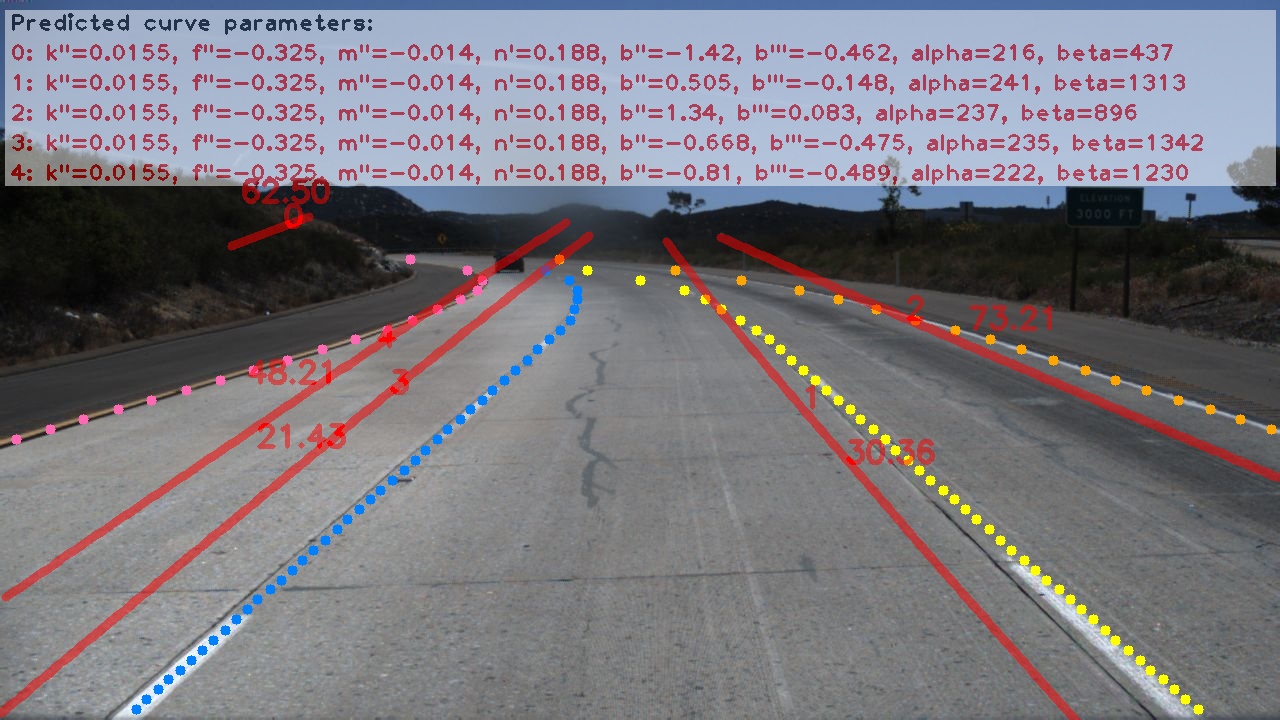 Predicted curve parameters:
0: k''=0.0155, f''=-0.325, m''=-0.014, n'=0.188, b''=-1.42, b'''=-0.462, alpha=216, beta=437
1: k''=0.0155, f''=-0.325, m''=-0.014, n'=0.188, b''=0.505, b'''=-0.148, alpha=241, beta=1313
2: k''=0.0155, f''=-0.325, m''=-0.014, n'=0.188, b''=1.34, b'''=0.083, alpha=237, beta=896
3: k''=0.0155, f''=-0.325, m''=-0.014, n'=0.188, b''=-0.668, b'''=-0.475, alpha=235, beta=1342
4: k''=0.0155, f''=-0.325, m''=-0.014, n'=0.188, b''=-0.81, b'''=-0.489, alpha=222, beta=1230
62.50
0
ELEVATION
3000 FT
2
73.21
4
48.21
3
1
21.43
30.36